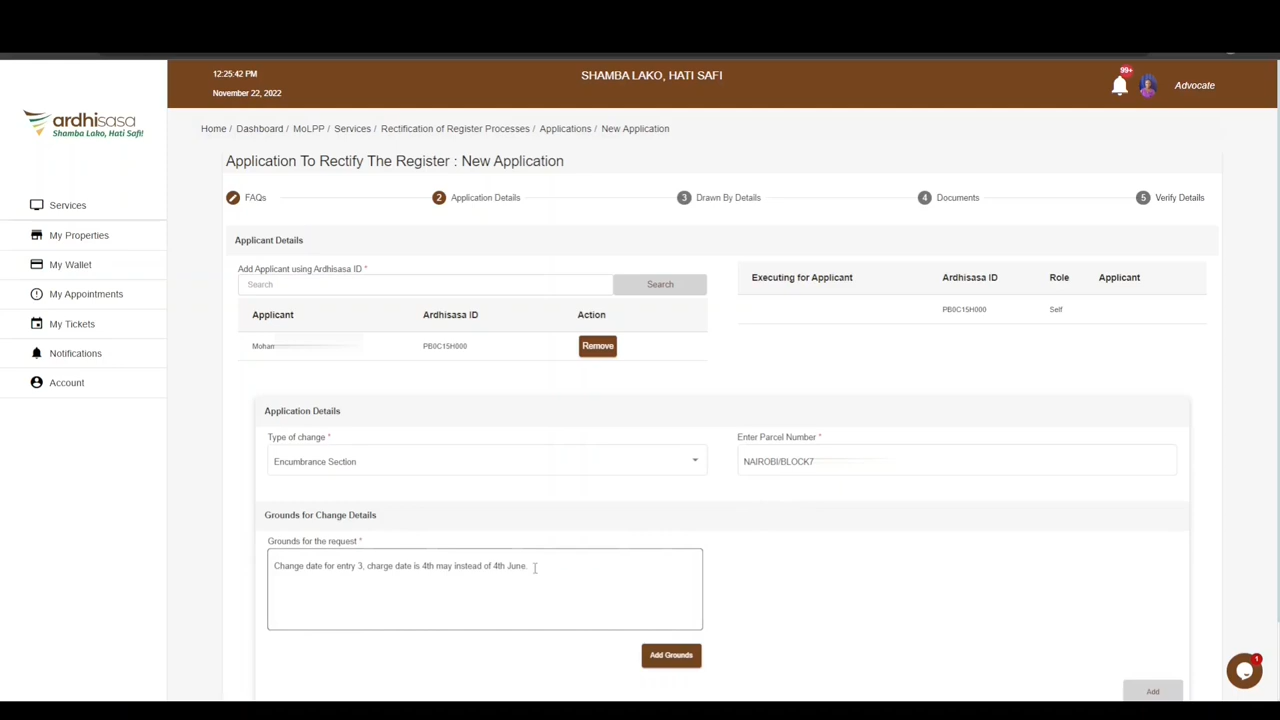 12:25:42 PM
November 22, 2022
SHAMBA LAKO, HATI SAFI
99+
Advocate
ardhisasa
Shamba Lako, Hati Safi!
Services
My Properties
My Wallet
My Appointments
My Tickets
Notifications
Account
Home / Dashboard / MoLPP / Services / Rectification of Register Processes / Applications / New Application
Application To Rectify The Register : New Application
FAQs
2 Application Details
3 Drawn By Details
4 Documents
5 Verify Details
Applicant Details
Add Applicant using Ardhisasa ID *
Search Search
Applicant Ardhisasa ID Action
Mohan PB0C15H000 Remove
Executing for Applicant Ardhisasa ID Role Applicant
PB0C15H000 Self
Application Details
Type of change *
Encumbrance Section
Enter Parcel Number *
NAIROBI/BLOCK7
Grounds for Change Details
Grounds for the request *
Change date for entry 3, charge date is 4th may instead of 4th June.
Add Grounds
Add
1